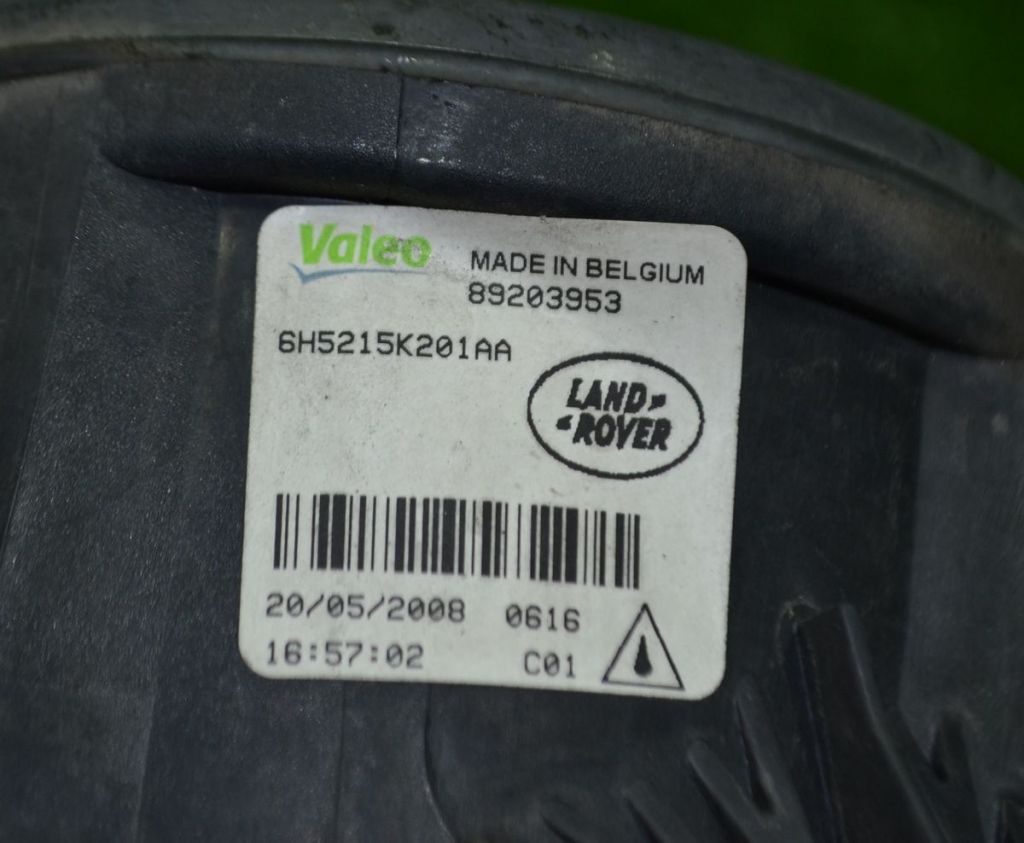 Valeo
MADE IN BELGIUM
89203953
6H5215K201AA
LAND
ROVER
20/05/2008 0616
16:57:02 C01